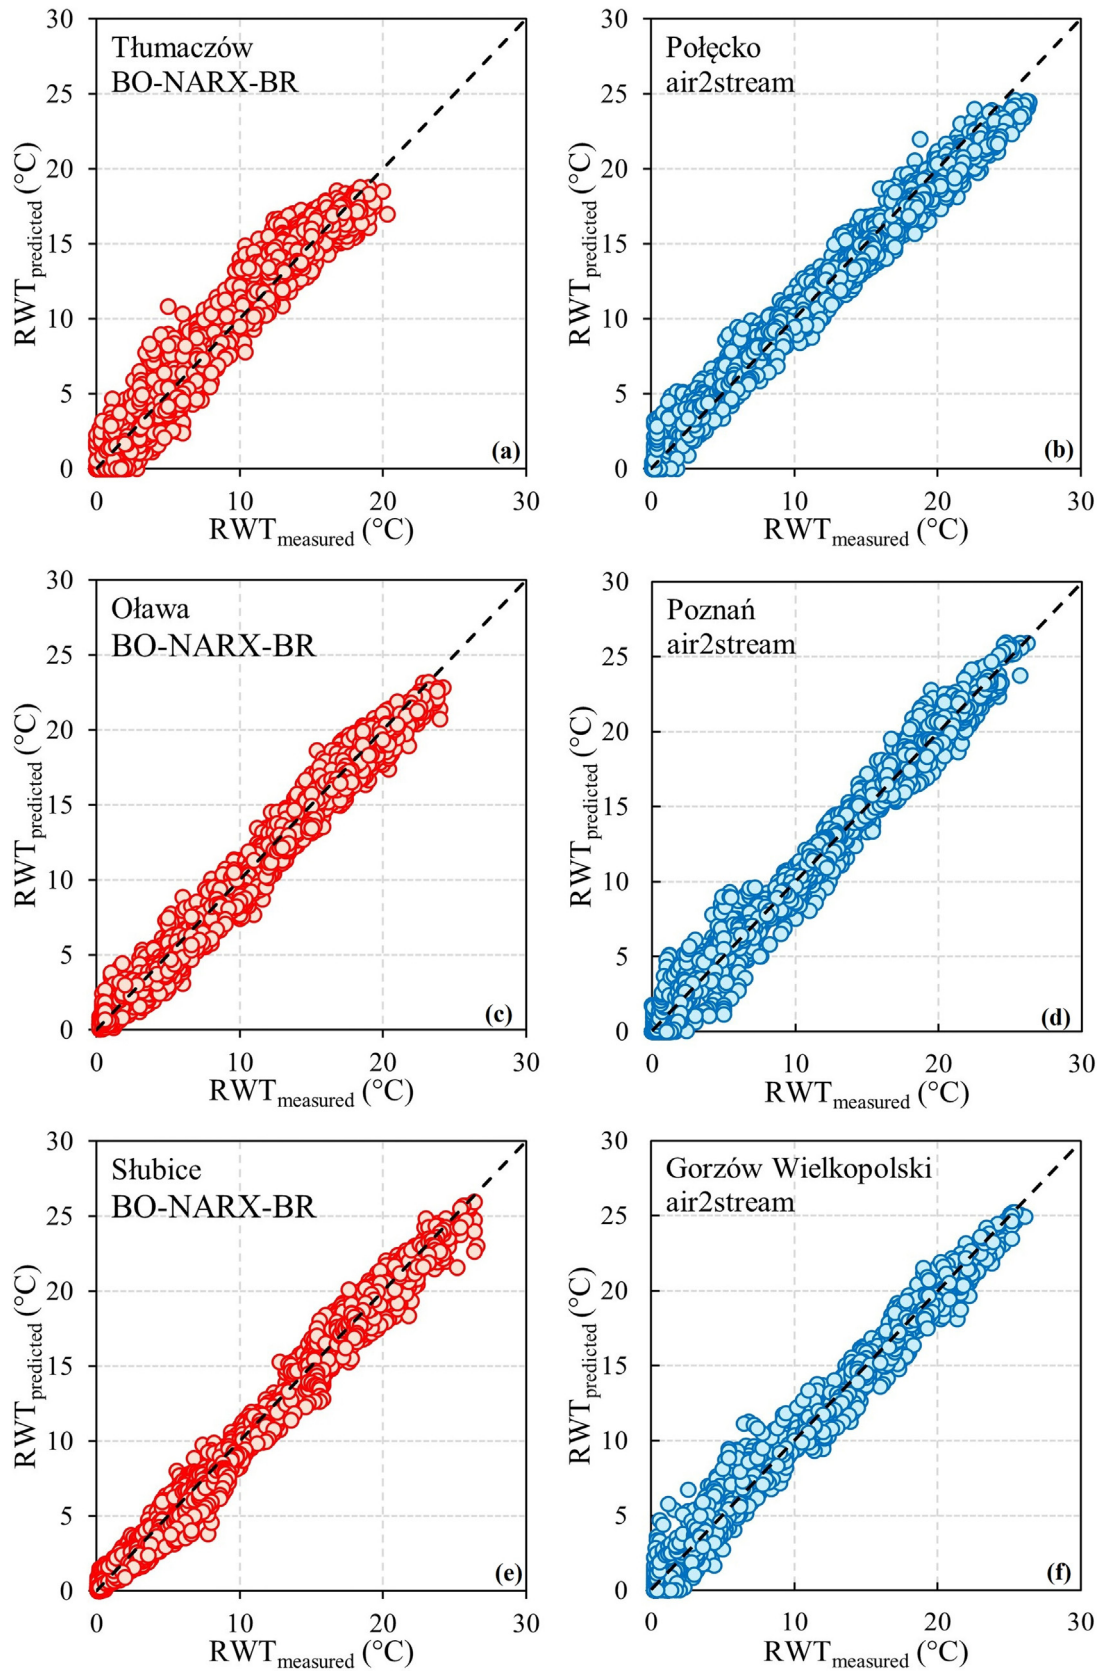 Tłumaczów
BO-NARX-BR
30
25
20
15
10
5
0
RWTpredicted (°C)
(a)
0 10 20 30
RWTmeasured (°C)
Połęcko
air2stream
30
25
20
15
10
5
0
RWTpredicted (°C)
(b)
0 10 20 30
RWTmeasured (°C)
Oława
BO-NARX-BR
30
25
20
15
10
5
0
RWTpredicted (°C)
(c)
0 10 20 30
RWTmeasured (°C)
Poznań
air2stream
30
25
20
15
10
5
0
RWTpredicted (°C)
(d)
0 10 20 30
RWTmeasured (°C)
Słubice
BO-NARX-BR
30
25
20
15
10
5
0
RWTpredicted (°C)
(e)
0 10 20 30
RWTmeasured (°C)
Gorzów Wielkopolski
air2stream
30
25
20
15
10
5
0
RWTpredicted (°C)
(f)
0 10 20 30
RWTmeasured (°C)